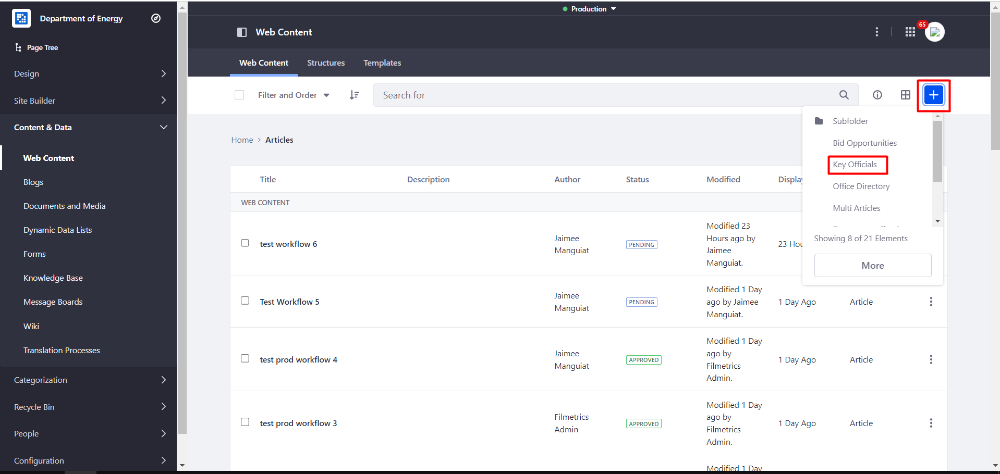 Department of Energy
Page Tree
Design
Site Builder
Content & Data
Web Content
Blogs
Documents and Media
Dynamic Data Lists
Forms
Knowledge Base
Message Boards
Wiki
Translation Processes
Categorization
Recycle Bin
People
Configuration
Production
Web Content
65
Web Content Structures Templates
Filter and Order
Search for
Subfolder
Bid Opportunities
Key Officials
Office Directory
Multi Articles
Showing 8 of 21 Elements
More
Home > Articles
Title Description Author Status Modified
WEB CONTENT
test workflow 6
Jaimee
Manguiat
PENDING
Modified 23
Hours ago by
Jaimee
Manguiat.
23
Test Workflow 5
Jaimee
Manguiat
PENDING
Modified 1 Day
ago by Jaimee
Manguiat.
1 Day Ago
Article
test prod workflow 4
Jaimee
Manguiat
APPROVED
Modified 1 Day
ago by
Filmetrics
Admin.
1 Day Ago
Article
test prod workflow 3
Filmetrics
Admin
APPROVED
Modified 1 Day
ago by
Filmetrics
Admin.
1 Day Ago
Article
Modified 1 Day